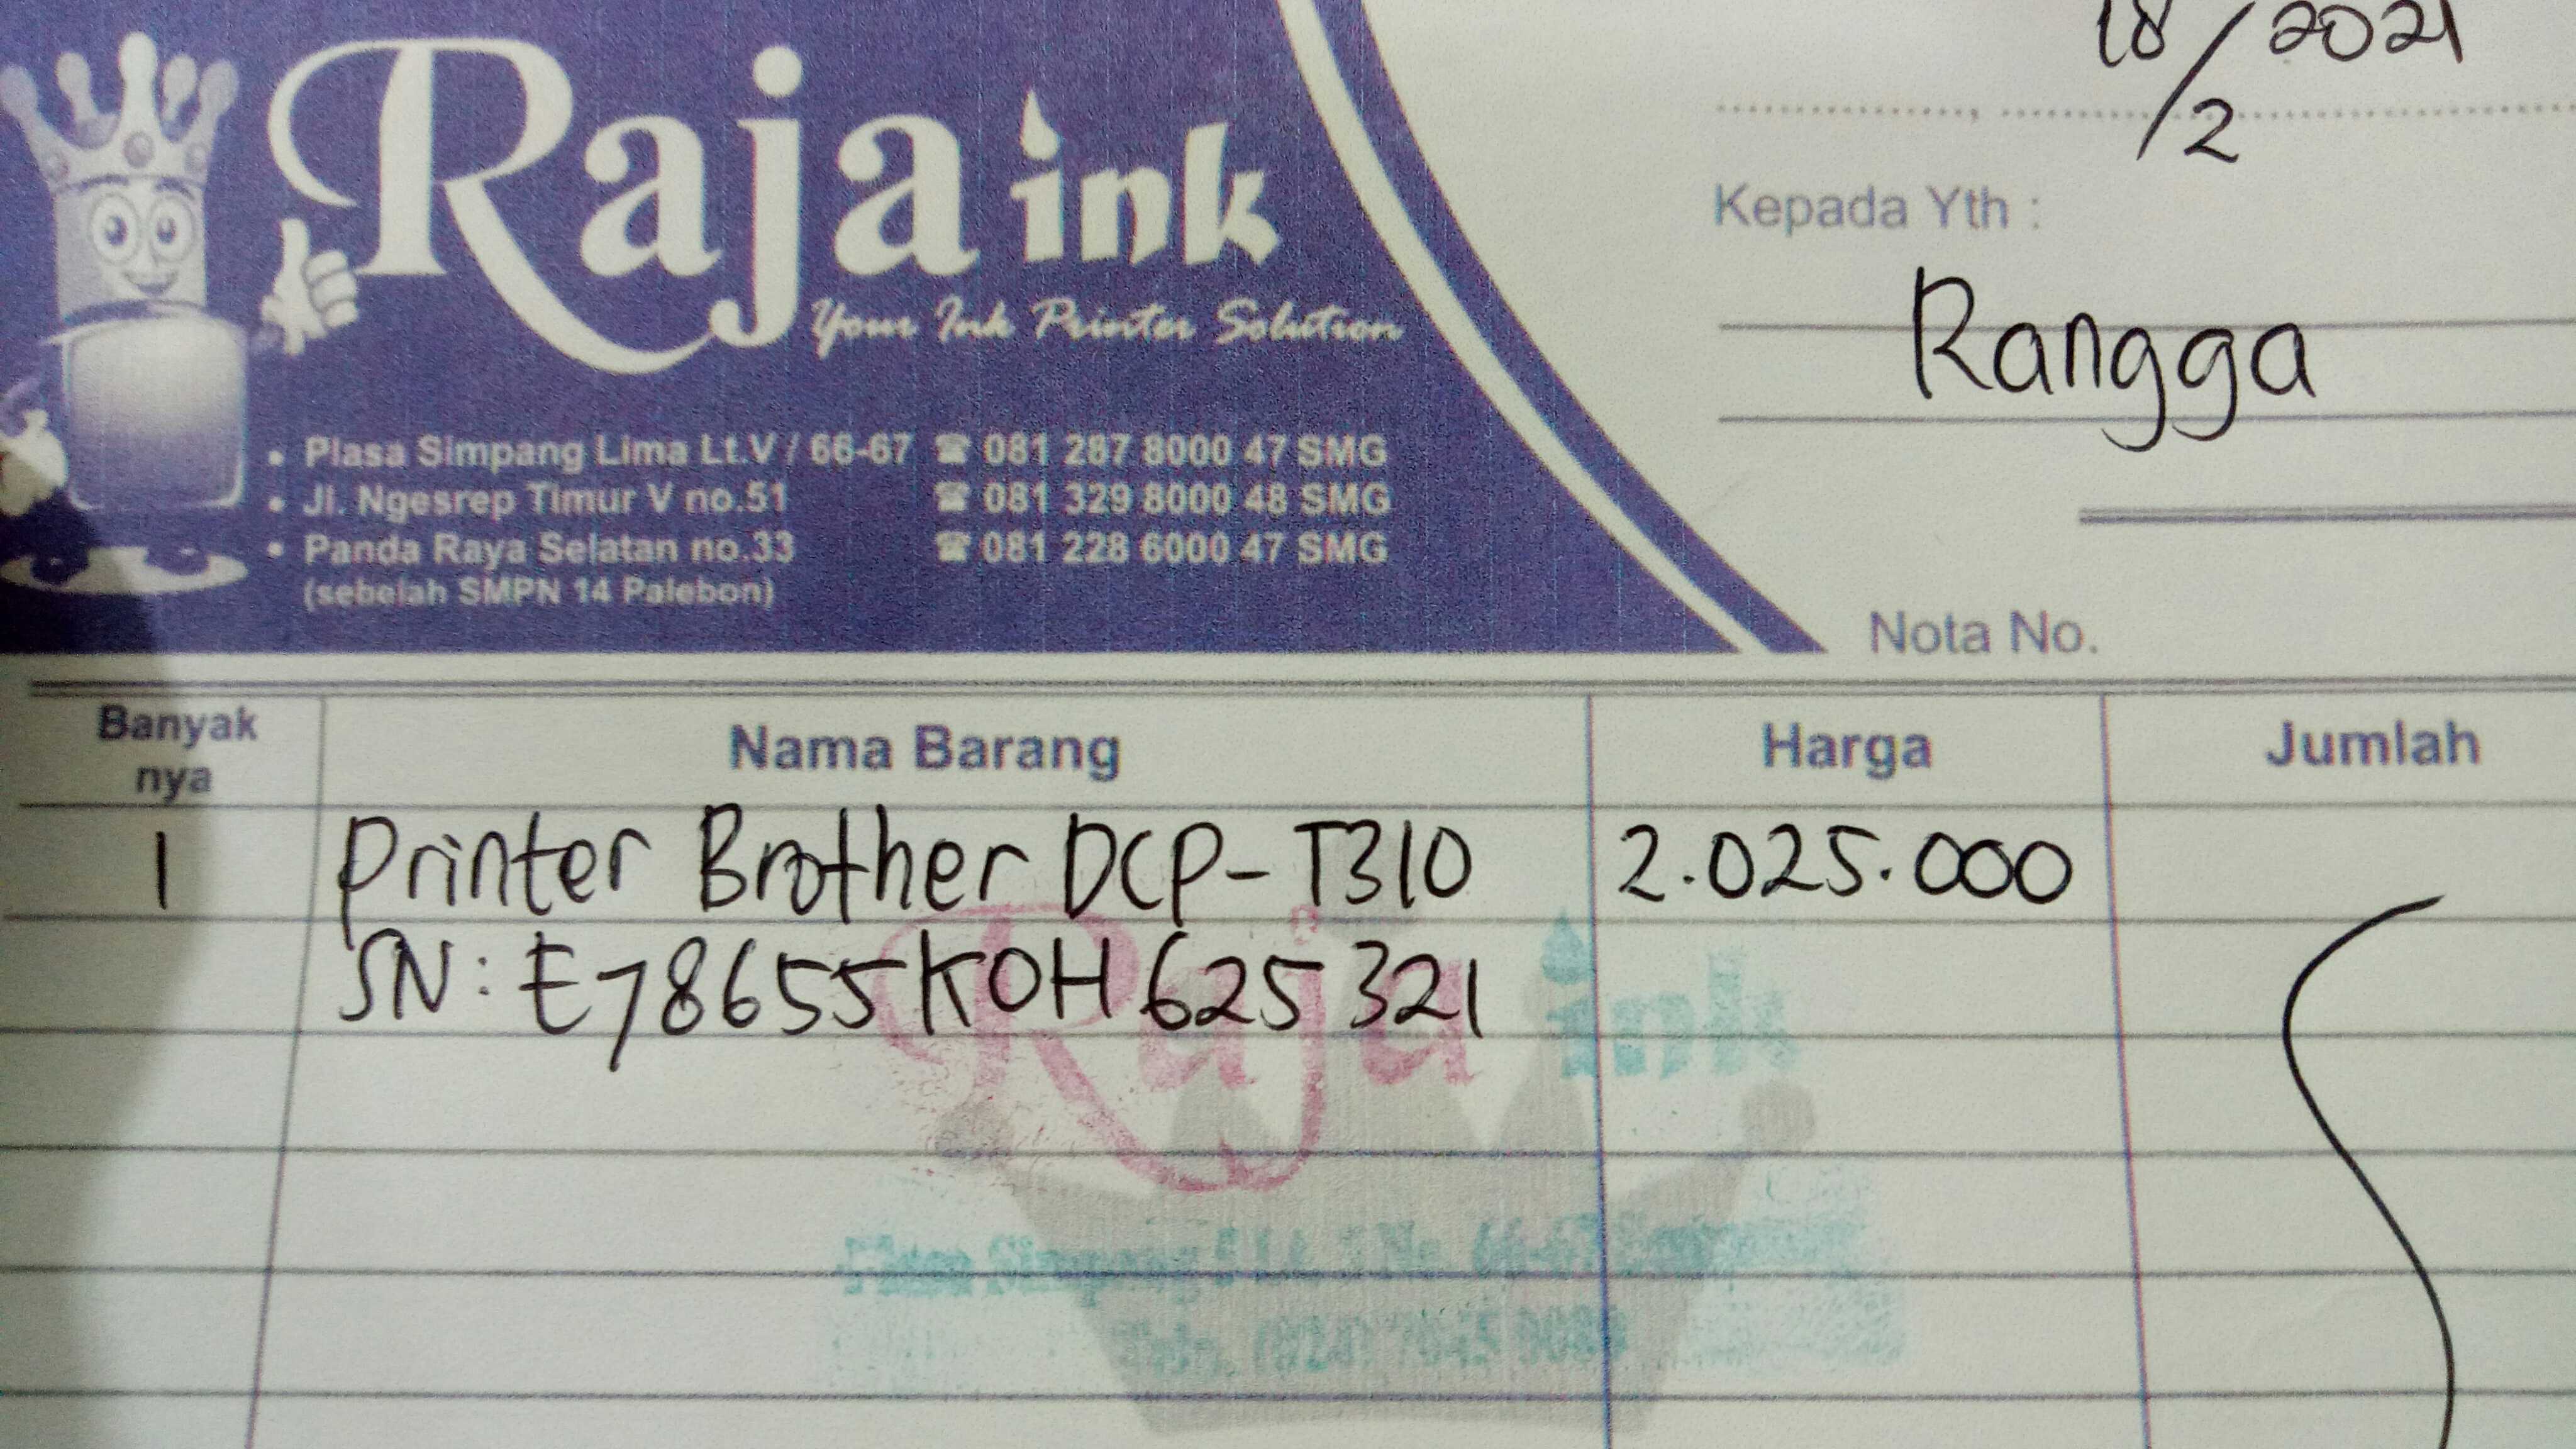 Raja ink
Your Ink Printer Solution
• Plasa Simpang Lima Lt.V / 66-67 ☎ 081 287 8000 47 SMG
• Jl. Ngesrep Timur V no.51 ☎ 081 329 8000 48 SMG
• Panda Raya Selatan no.33 ☎ 081 228 6000 47 SMG
(sebelah SMPN 14 Palebon)
18/2 2021
Kepada Yth :
Rangga
Nota No.
Banyak nya Nama Barang Harga Jumlah
1 Printer Brother DCP-T310 2.025.000
SN: E78655KOH625321
Raja ink